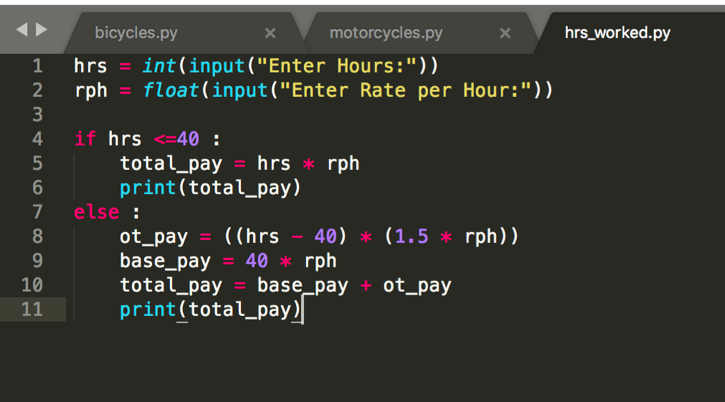 bicycles.py × motorcycles.py × hrs_worked.py
1 hrs = int(input("Enter Hours:"))
2 rph = float(input("Enter Rate per Hour:"))
3
4 if hrs <=40 :
5     total_pay = hrs * rph
6     print(total_pay)
7 else :
8     ot_pay = ((hrs - 40) * (1.5 * rph))
9     base_pay = 40 * rph
10     total_pay = base_pay + ot_pay
11     print(total_pay)